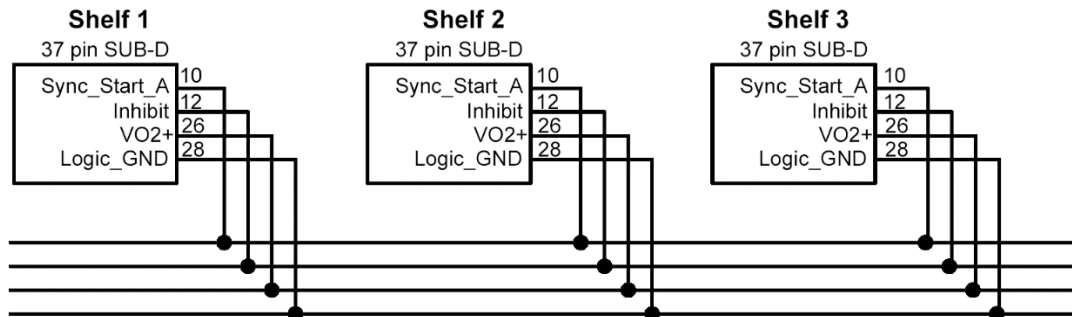 Shelf 1
37 pin SUB-D
Sync_Start_A 10
Inhibit 12
VO2+ 26
Logic_GND 28
Shelf 2
37 pin SUB-D
Sync_Start_A 10
Inhibit 12
VO2+ 26
Logic_GND 28
Shelf 3
37 pin SUB-D
Sync_Start_A 10
Inhibit 12
VO2+ 26
Logic_GND 28